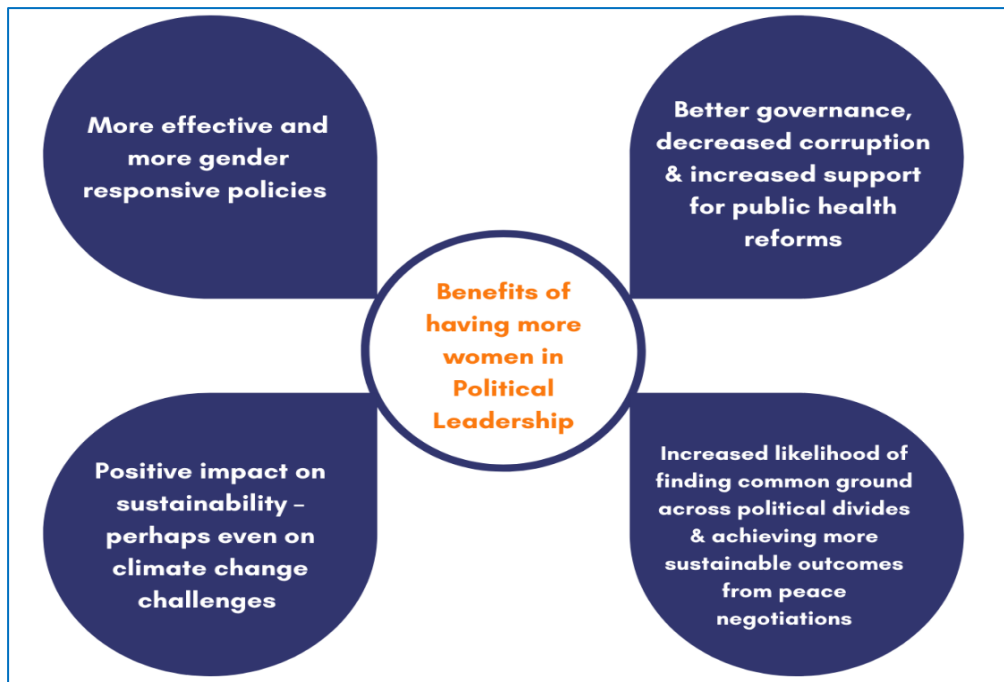 More effective and
more gender
responsive policies
Better governance,
decreased corruption
& increased support
for public health
reforms
Benefits of
having more
women in
Political
Leadership
Positive impact on
sustainability –
perhaps even on
climate change
challenges
Increased likelihood of
finding common ground
across political divides
& achieving more
sustainable outcomes
from peace
negotiations